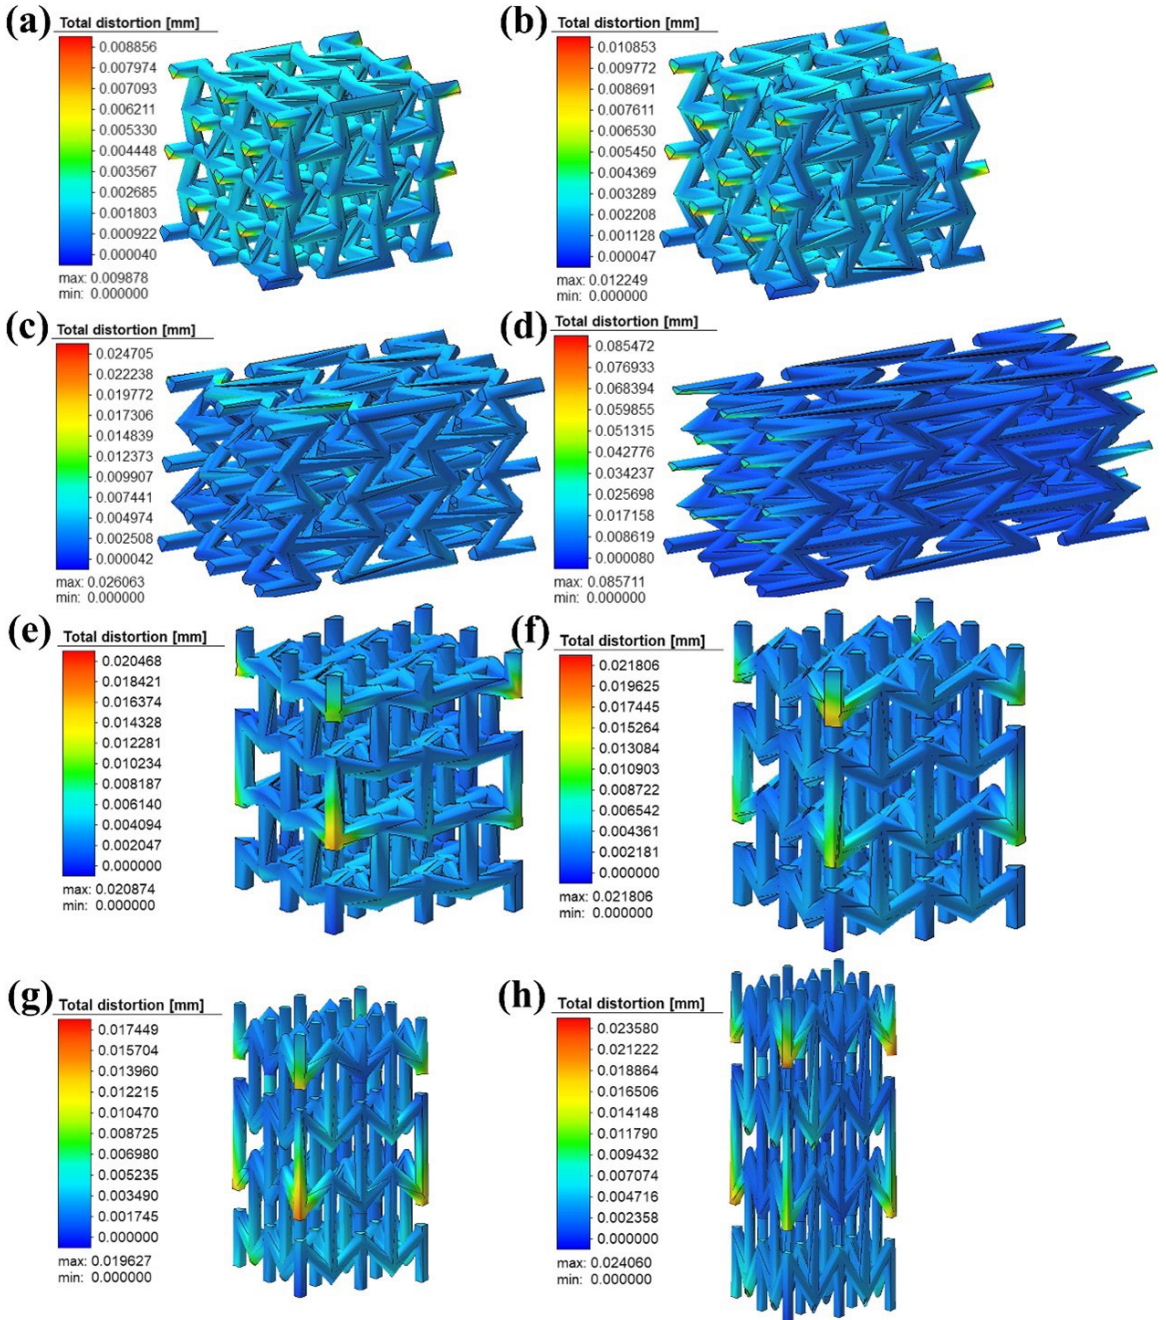 (a)
Total distortion [mm]
0.008856
0.007974
0.007093
0.006211
0.005330
0.004448
0.003567
0.002685
0.001803
0.000922
0.000040
max: 0.009878
min: 0.000000
(b)
Total distortion [mm]
0.010853
0.009772
0.008691
0.007611
0.006530
0.005450
0.004369
0.003289
0.002208
0.001128
0.000047
max: 0.012249
min: 0.000000
(c)
Total distortion [mm]
0.024705
0.022238
0.019772
0.017306
0.014839
0.012373
0.009907
0.007441
0.004974
0.002508
0.000042
max: 0.026063
min: 0.000000
(d)
Total distortion [mm]
0.085472
0.076933
0.068394
0.059855
0.051315
0.042776
0.034237
0.025698
0.017158
0.008619
0.000080
max: 0.085711
min: 0.000000
(e)
Total distortion [mm]
0.020468
0.018421
0.016374
0.014328
0.012281
0.010234
0.008187
0.006140
0.004094
0.002047
0.000000
max: 0.020874
min: 0.000000
(f)
Total distortion [mm]
0.021806
0.019625
0.017445
0.015264
0.013084
0.010903
0.008722
0.006542
0.004361
0.002181
0.000000
max: 0.021806
min: 0.000000
(g)
Total distortion [mm]
0.017449
0.015704
0.013960
0.012215
0.010470
0.008725
0.006980
0.005235
0.003490
0.001745
0.000000
max: 0.019627
min: 0.000000
(h)
Total distortion [mm]
0.023580
0.021222
0.018864
0.016506
0.014148
0.011790
0.009432
0.007074
0.004716
0.002358
0.000000
max: 0.024060
min: 0.000000